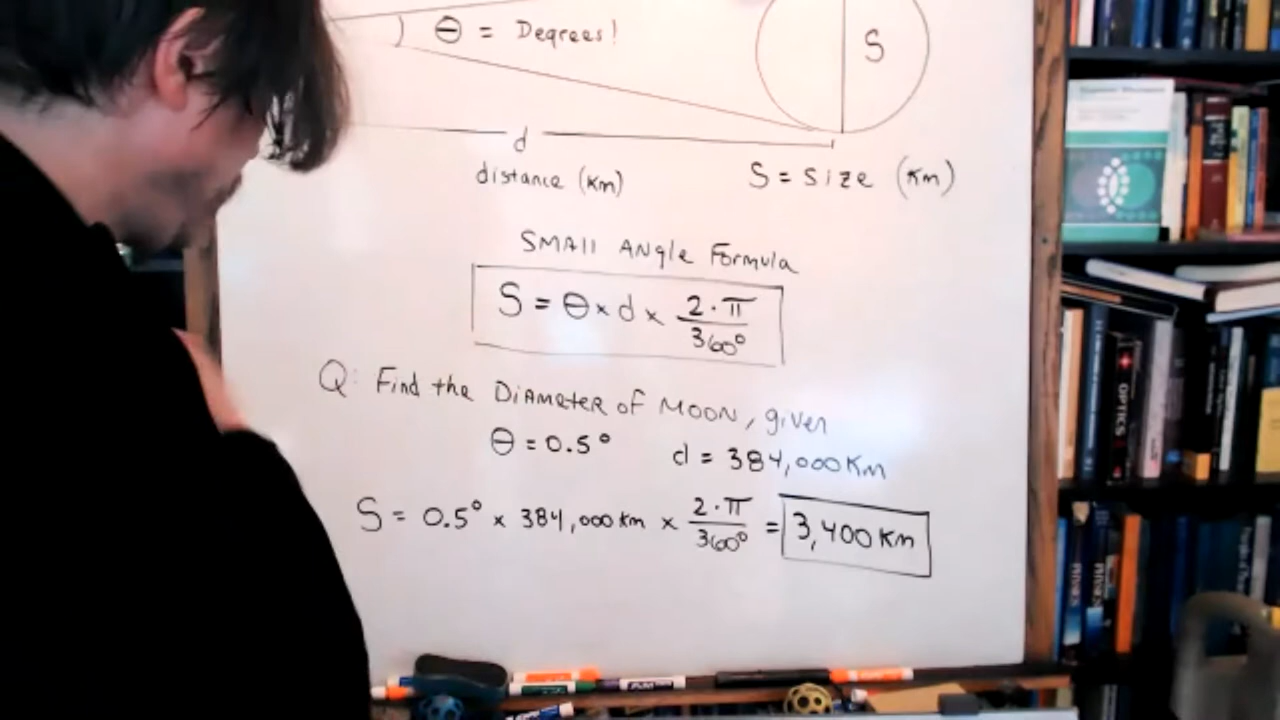 θ = Degrees!
S
d
distance (km)
S = size (km)
SMAll ANgle Formula
S = θ × d × 2·π / 360°
Q: Find the DiAmeter of MOON, given
θ = 0.5° d = 384,000 Km
S = 0.5° × 384,000 km × 2·π / 360° = 3,400 Km
OPTICS